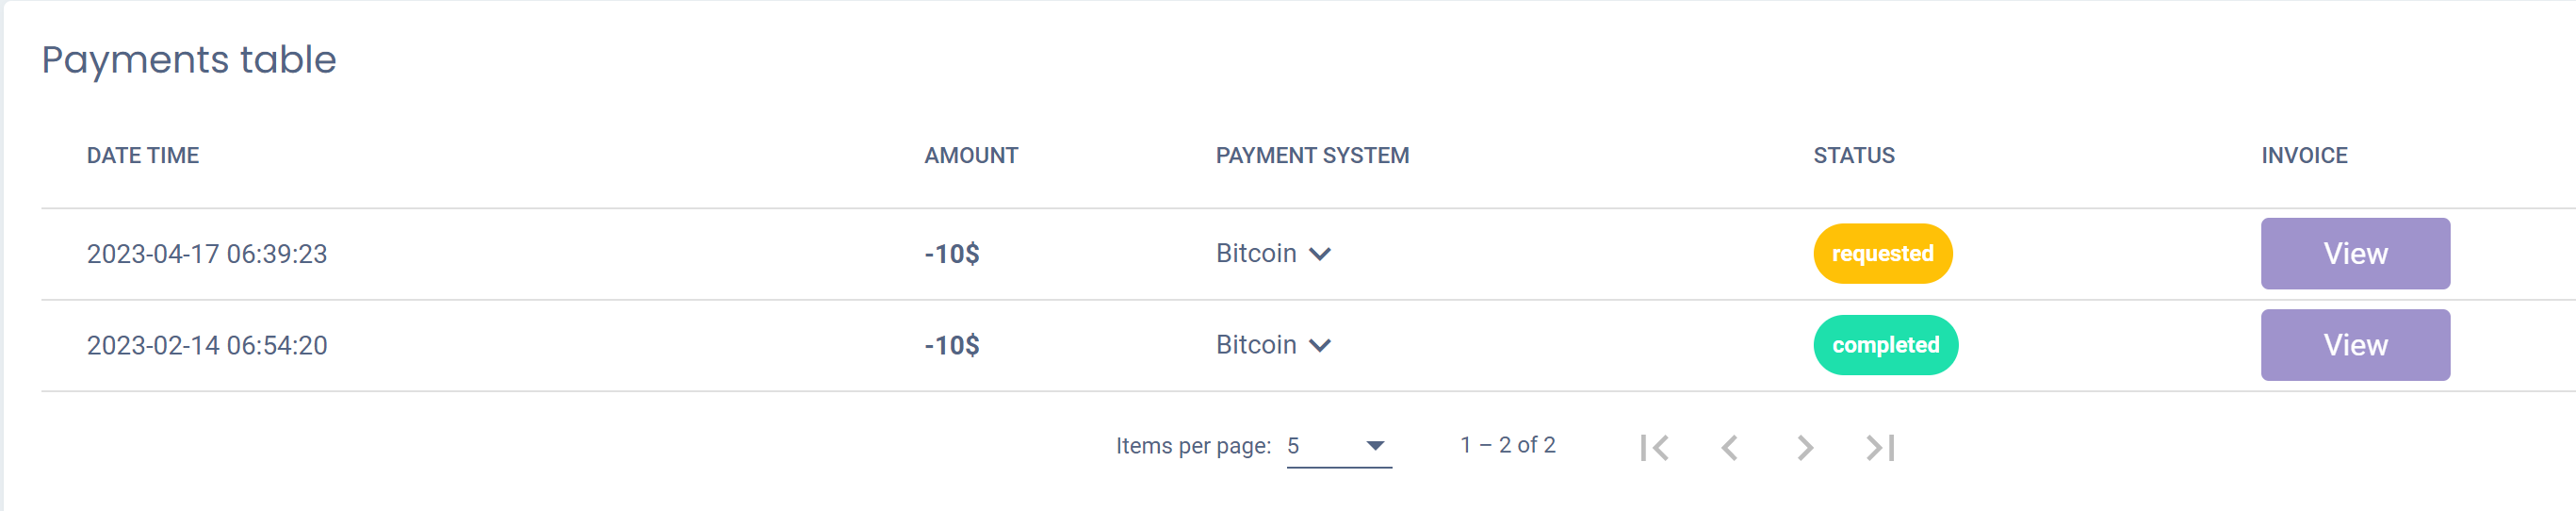 Payments table
DATE TIME AMOUNT PAYMENT SYSTEM STATUS INVOICE
2023-04-17 06:39:23 -10$ Bitcoin requested View
2023-02-14 06:54:20 -10$ Bitcoin completed View
Items per page: 5 1 – 2 of 2